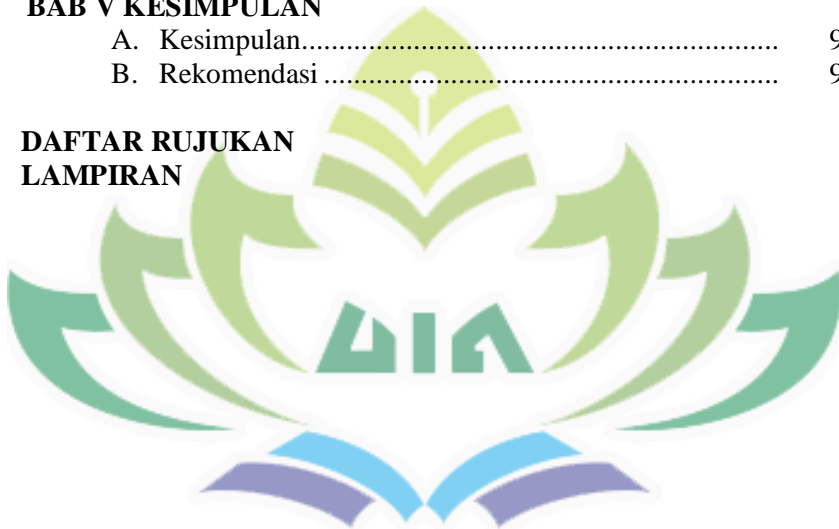 BAB V KESIMPULAN
A. Kesimpulan................................................................ 9
B. Rekomendasi ............................................................. 9
DAFTAR RUJUKAN
LAMPIRAN